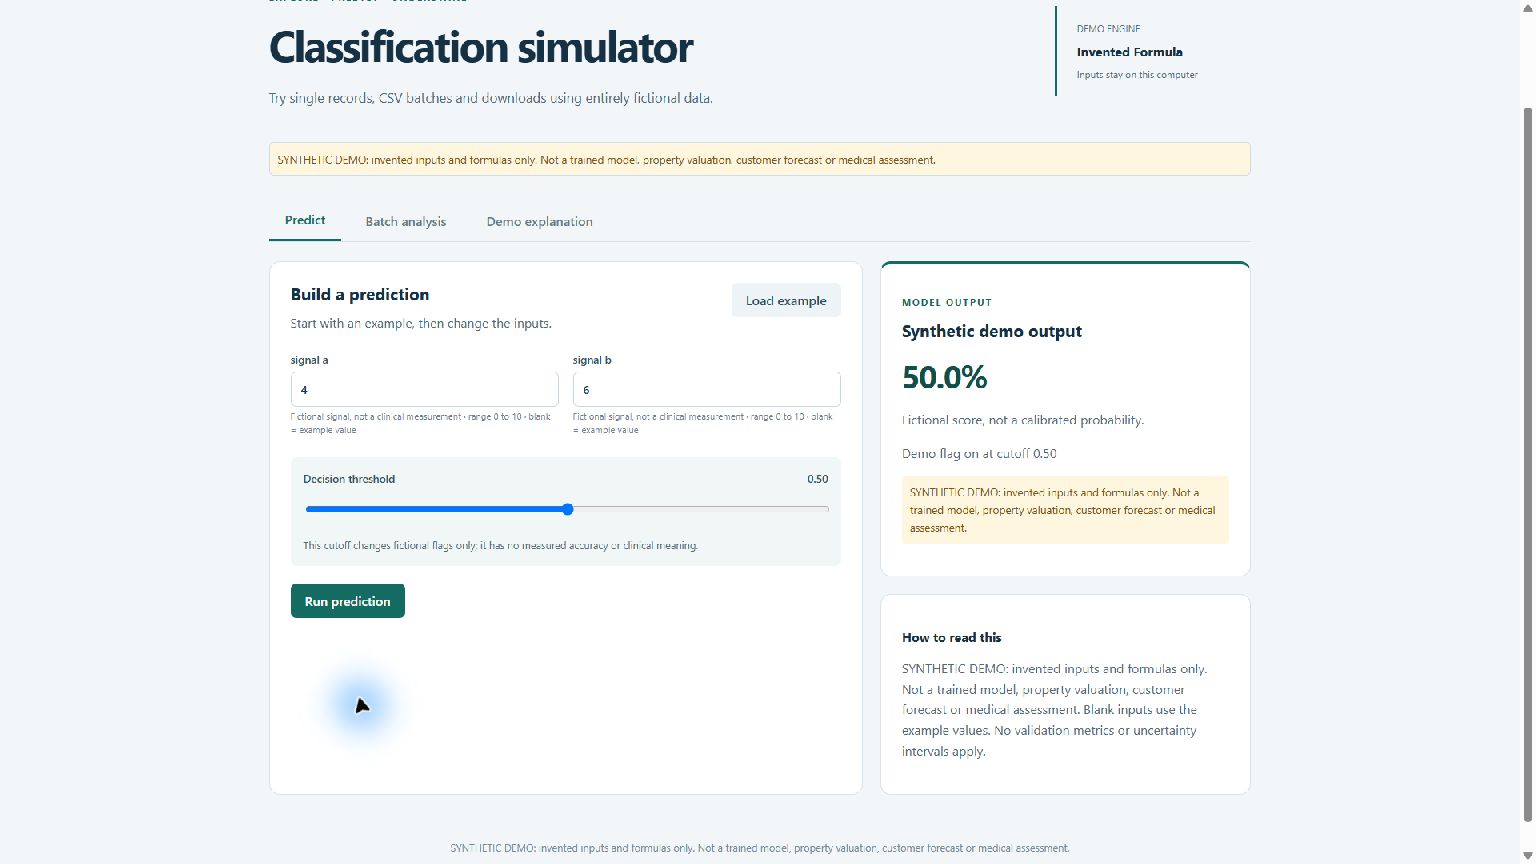 Classification simulator
Try single records, CSV batches and downloads using entirely fictional data.
DEMO ENGINE
Invented Formula
Inputs stay on this computer
SYNTHETIC DEMO: invented inputs and formulas only. Not a trained model, property valuation, customer forecast or medical assessment.
Predict
Batch analysis
Demo explanation
Build a prediction
Load example
Start with an example, then change the inputs.
signal a
4
Fictional signal, not a clinical measurement · range 0 to 10 · blank
= example value
signal b
6
Fictional signal, not a clinical measurement · range 0 to 10 · blank
= example value
Decision threshold
0.50
This cutoff changes fictional flags only; it has no measured accuracy or clinical meaning.
Run prediction
MODEL OUTPUT
Synthetic demo output
50.0%
Fictional score, not a calibrated probability.
Demo flag on at cutoff 0.50
SYNTHETIC DEMO: invented inputs and formulas only. Not a
trained model, property valuation, customer forecast or medical
assessment.
How to read this
SYNTHETIC DEMO: invented inputs and formulas only.
Not a trained model, property valuation, customer
forecast or medical assessment. Blank inputs use the
example values. No validation metrics or uncertainty
intervals apply.
SYNTHETIC DEMO: invented inputs and formulas only. Not a trained model, property valuation, customer forecast or medical assessment.